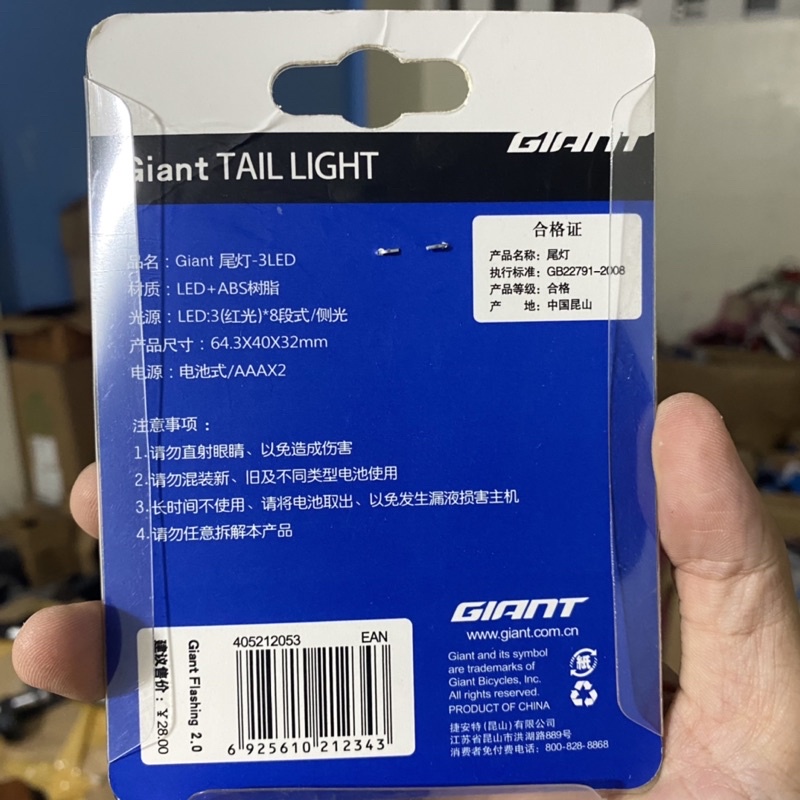 GIANT
Giant TAIL LIGHT
合格证
产品名称：尾灯
执行标准：GB22791-2008
产品等级：合格
产　　地：中国昆山
品名：Giant 尾灯-3LED
材质：LED+ABS树脂
光源：LED:3(红光)*8段式/侧光
产品尺寸：64.3X40X32mm
电源：电池式/AAAX2
注意事项：
1.请勿直射眼睛、以免造成伤害
2.请勿混装新、旧及不同类型电池使用
3.长时间不使用、请将电池取出、以免发生漏液损害主机
4.请勿任意拆解本产品
建议售价：￥28.00
Giant Flashing 2.0
405212053 EAN
6 925610 212343
GIANT
www.giant.com.cn
Giant and its symbol
are trademarks of
Giant Bicycles, Inc.
All rights reserved.
PRODUCT OF CHINA
紙
捷安特(昆山)有限公司
江苏省昆山市洪湖路889号
消费者免付费电话：800-828-8868